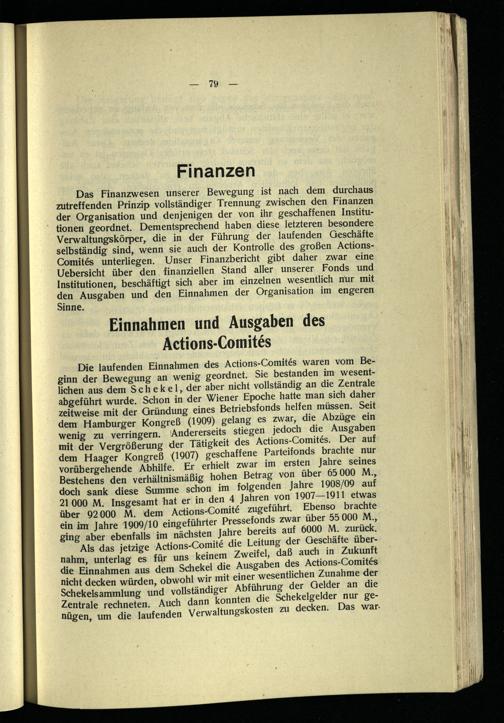 — 79 —
Finanzen
Das Finanzwesen unserer Bewegung ist nach dem durchaus
zutreffenden Prinzip vollständiger Trennung zwischen den Finanzen
der Organisation und denjenigen der von ihr geschaffenen Institu-
tionen geordnet. Dementsprechend haben diese letzteren besondere
Verwaltungskörper, die in der Führung der laufenden Geschäfte
selbständig sind, wenn sie auch der Kontrolle des großen Actions-
Comités unterliegen. Unser Finanzbericht gibt daher zwar eine
Uebersicht über den finanziellen Stand aller unserer Fonds und
Institutionen, beschäftigt sich aber im einzelnen wesentlich nur mit
den Ausgaben und den Einnahmen der Organisation im engeren
Sinne.
Einnahmen und Ausgaben des
Actions-Comités
Die laufenden Einnahmen des Actions-Comités waren vom Be-
ginn der Bewegung an wenig geordnet. Sie bestanden im wesent-
lichen aus dem Schekel, der aber nicht vollständig an die Zentrale
abgeführt wurde. Schon in der Wiener Epoche hatte man sich daher
zeitweise mit der Gründung eines Betriebsfonds helfen müssen. Seit
dem Hamburger Kongreß (1909) gelang es zwar, die Abzüge ein
wenig zu verringern. Andererseits stiegen jedoch die Ausgaben
mit der Vergrößerung der Tätigkeit des Actions-Comités. Der auf
dem Haager Kongreß (1907) geschaffene Parteifonds brachte nur
vorübergehende Abhilfe. Er erhielt zwar im ersten Jahre seines
Bestehens den verhältnismäßig hohen Betrag von über 65 000 M.,
doch sank diese Summe schon im folgenden Jahre 1908/09 auf
21 000 M. Insgesamt hat er in den 4 Jahren von 1907—1911 etwas
über 92 000 M. dem Actions-Comité zugeführt. Ebenso brachte
ein im Jahre 1909/10 eingeführter Pressefonds zwar über 55 000 M.,
ging aber ebenfalls im nächsten Jahre bereits auf 6000 M. zurück.
Als das jetzige Actions-Comité die Leitung der Geschäfte über-
nahm, unterlag es für uns keinem Zweifel, daß auch in Zukunft
die Einnahmen aus dem Schekel die Ausgaben des Actions-Comités
nicht decken würden, obwohl wir mit einer wesentlichen Zunahme der
Schekelsammlung und vollständiger Abführung der Gelder an die
Zentrale rechneten. Auch dann konnten die Schekelgelder nur ge-
nügen, um die laufenden Verwaltungskosten zu decken. Das war